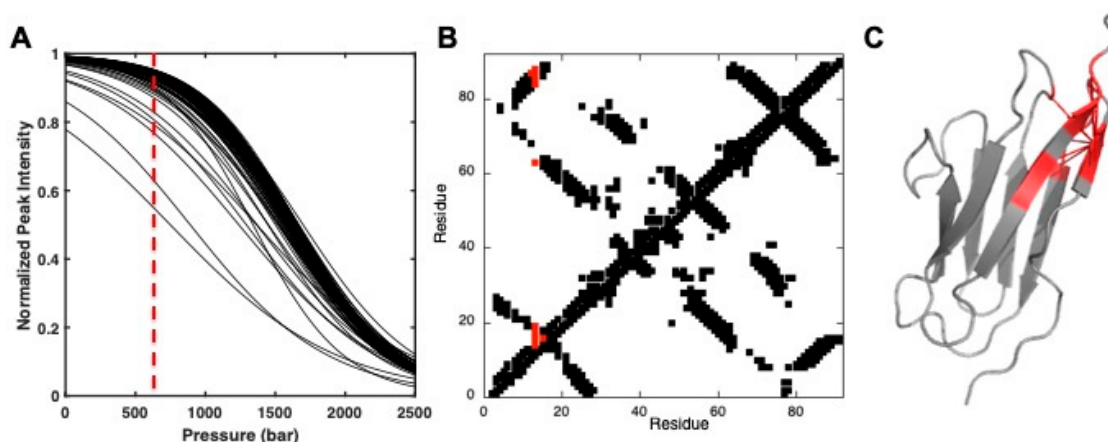 A
B
C
1
0.8
0.6
0.4
0.2
0
Normalized Peak Intensity
0 500 1000 1500 2000 2500
Pressure (bar)
80
60
40
20
0
Residue
0 20 40 60 80
Residue